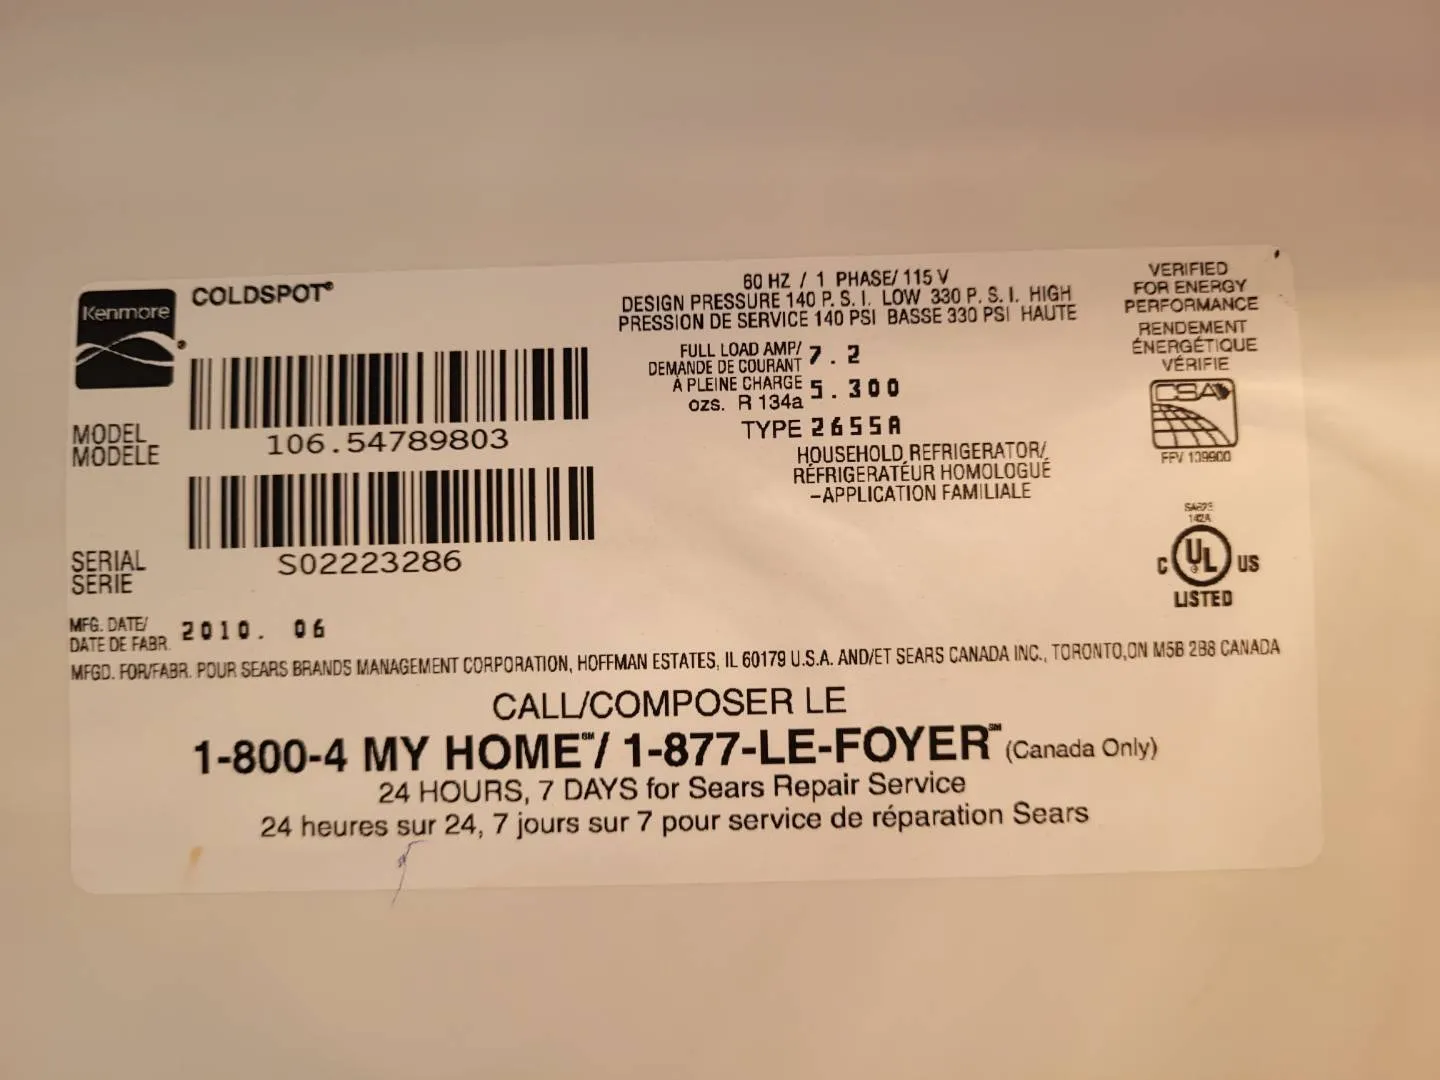 Kenmore
COLDSPOT®
MODEL
MODÈLE
106.54789803
SERIAL
SERIE
S02223286
MFG. DATE/
DATE DE FABR.
2010. 06
60 HZ / 1 PHASE/ 115 V
DESIGN PRESSURE 140 P. S. I. LOW 330 P. S. I. HIGH
PRESSION DE SERVICE 140 PSI BASSE 330 PSI HAUTE
FULL LOAD AMP/
DEMANDE DE COURANT
À PLEINE CHARGE
7.2
ozs. R 134a
5.300
TYPE 2655A
HOUSEHOLD REFRIGERATOR/
RÉFRIGERATÉUR HOMOLOGUÉ
-APPLICATION FAMILIALE
VERIFIED
FOR ENERGY
PERFORMANCE
RENDEMENT
ÉNERGÉTIQUE
VÉRIFIE
CSA
139900
142A
C UL US
LISTED
MFGD. FOR/FABR. POUR SEARS BRANDS MANAGEMENT CORPORATION, HOFFMAN ESTATES, IL 60179 U.S.A. AND/ET SEARS CANADA INC., TORONTO,ON M5B 2B8 CANADA
CALL/COMPOSER LE
1-800-4 MY HOME℠/ 1-877-LE-FOYER℠ (Canada Only)
24 HOURS, 7 DAYS for Sears Repair Service
24 heures sur 24, 7 jours sur 7 pour service de réparation Sears